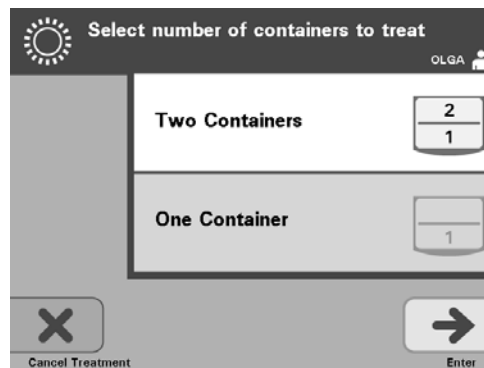 Select number of containers to treat
OLGA
Two Containers
2
1
One Container
1
Cancel Treatment
Enter